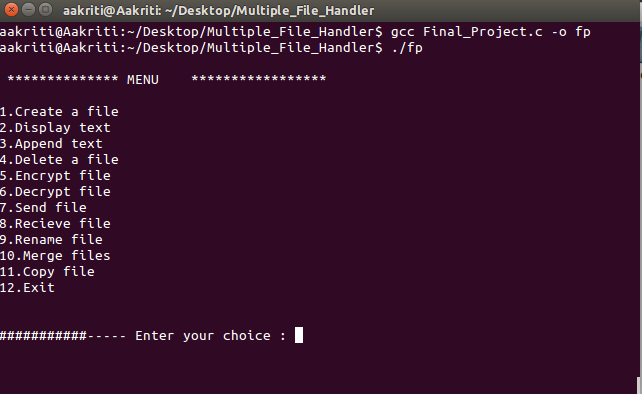 aakriti@Aakriti: ~/Desktop/Multiple_File_Handler
aakriti@Aakriti:~/Desktop/Multiple_File_Handler$ gcc Final_Project.c -o fp
aakriti@Aakriti:~/Desktop/Multiple_File_Handler$ ./fp
************** MENU    *****************
1.Create a file
2.Display text
3.Append text
4.Delete a file
5.Encrypt file
6.Decrypt file
7.Send file
8.Recieve file
9.Rename file
10.Merge files
11.Copy file
12.Exit
###########----- Enter your choice :